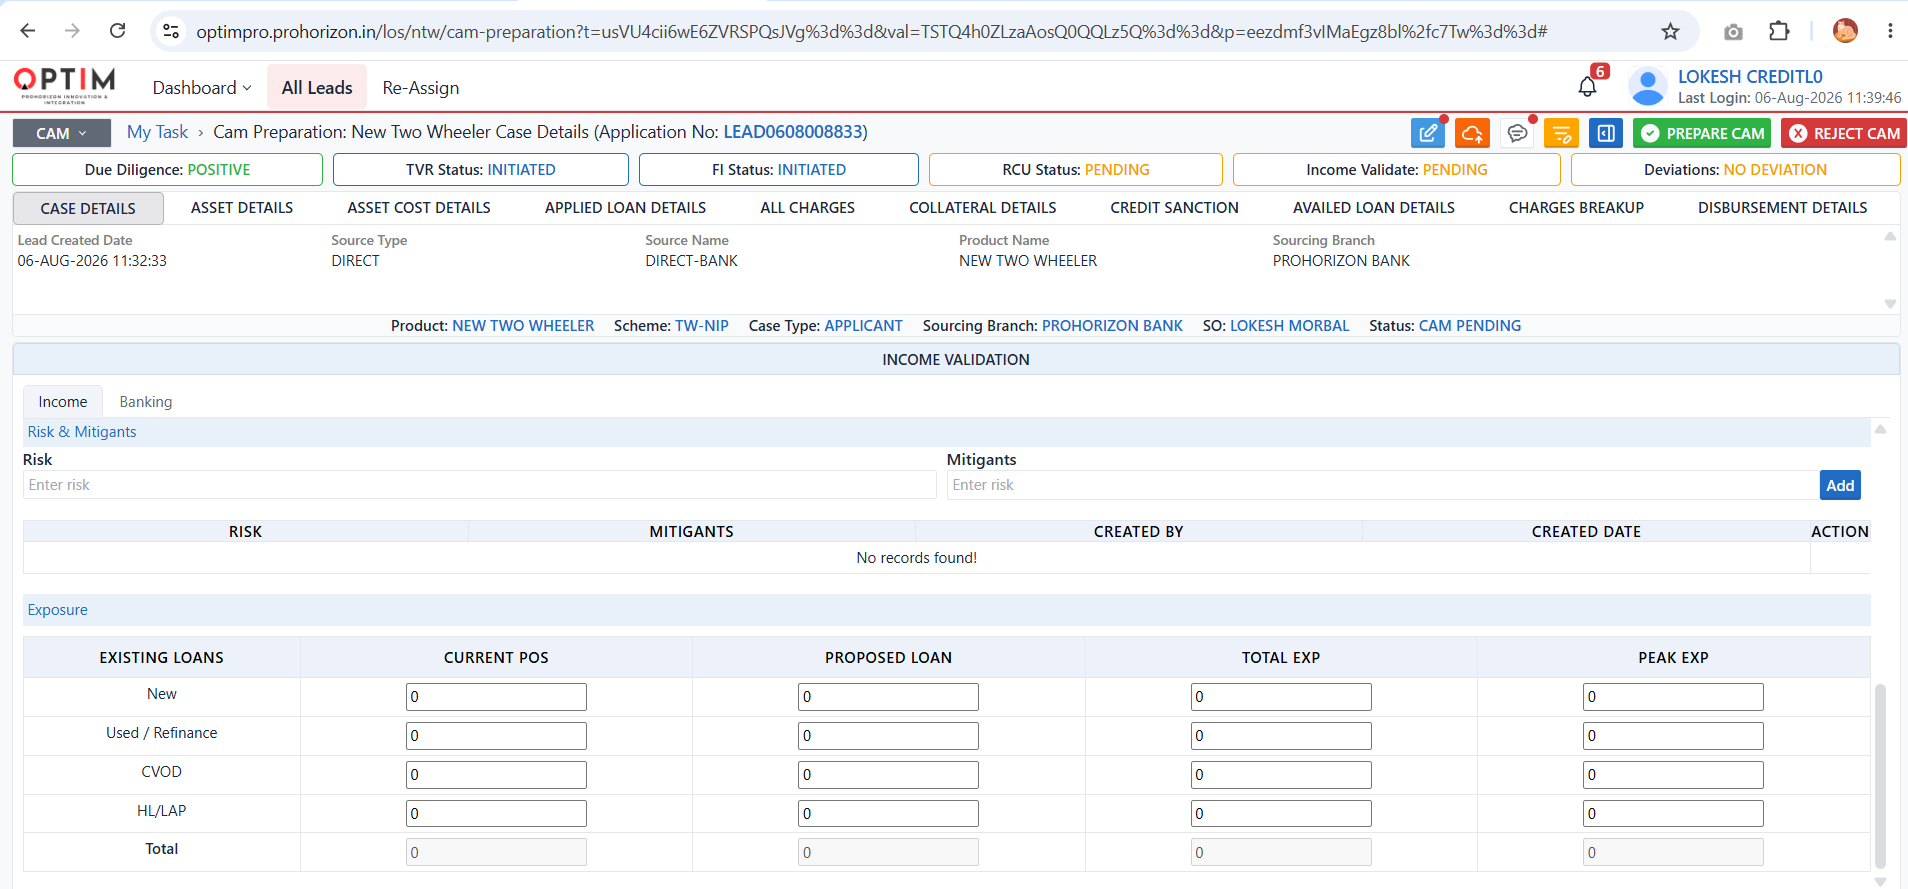 optimpro.prohorizon.in/los/ntw/cam-preparation?t=usVU4cii6wE6ZVRSPQsJVg%3d%3d&val=TSTQ4h0ZLzaAosQ0QQLz5Q%3d%3d&p=eezdmf3vIMaEgz8bl%2fc7Tw%3d%3d#
OPTIM
PROHORIZON INNOVATION & INTEGRATION
Dashboard
All Leads
Re-Assign
6
LOKESH CREDITL0
Last Login: 06-Aug-2026 11:39:46
CAM
My Task › Cam Preparation: New Two Wheeler Case Details (Application No: LEAD0608008833)
PREPARE CAM
REJECT CAM
Due Diligence: POSITIVE
TVR Status: INITIATED
FI Status: INITIATED
RCU Status: PENDING
Income Validate: PENDING
Deviations: NO DEVIATION
CASE DETAILS
ASSET DETAILS
ASSET COST DETAILS
APPLIED LOAN DETAILS
ALL CHARGES
COLLATERAL DETAILS
CREDIT SANCTION
AVAILED LOAN DETAILS
CHARGES BREAKUP
DISBURSEMENT DETAILS
Lead Created Date
06-AUG-2026 11:32:33
Source Type
DIRECT
Source Name
DIRECT-BANK
Product Name
NEW TWO WHEELER
Sourcing Branch
PROHORIZON BANK
Product: NEW TWO WHEELER Scheme: TW-NIP Case Type: APPLICANT Sourcing Branch: PROHORIZON BANK SO: LOKESH MORBAL Status: CAM PENDING
INCOME VALIDATION
Income Banking
Risk & Mitigants
Risk
Enter risk
Mitigants
Enter risk
Add
RISK MITIGANTS CREATED BY CREATED DATE ACTION
No records found!
Exposure
EXISTING LOANS CURRENT POS PROPOSED LOAN TOTAL EXP PEAK EXP
New 0 0 0 0
Used / Refinance 0 0 0 0
CVOD 0 0 0 0
HL/LAP 0 0 0 0
Total 0 0 0 0